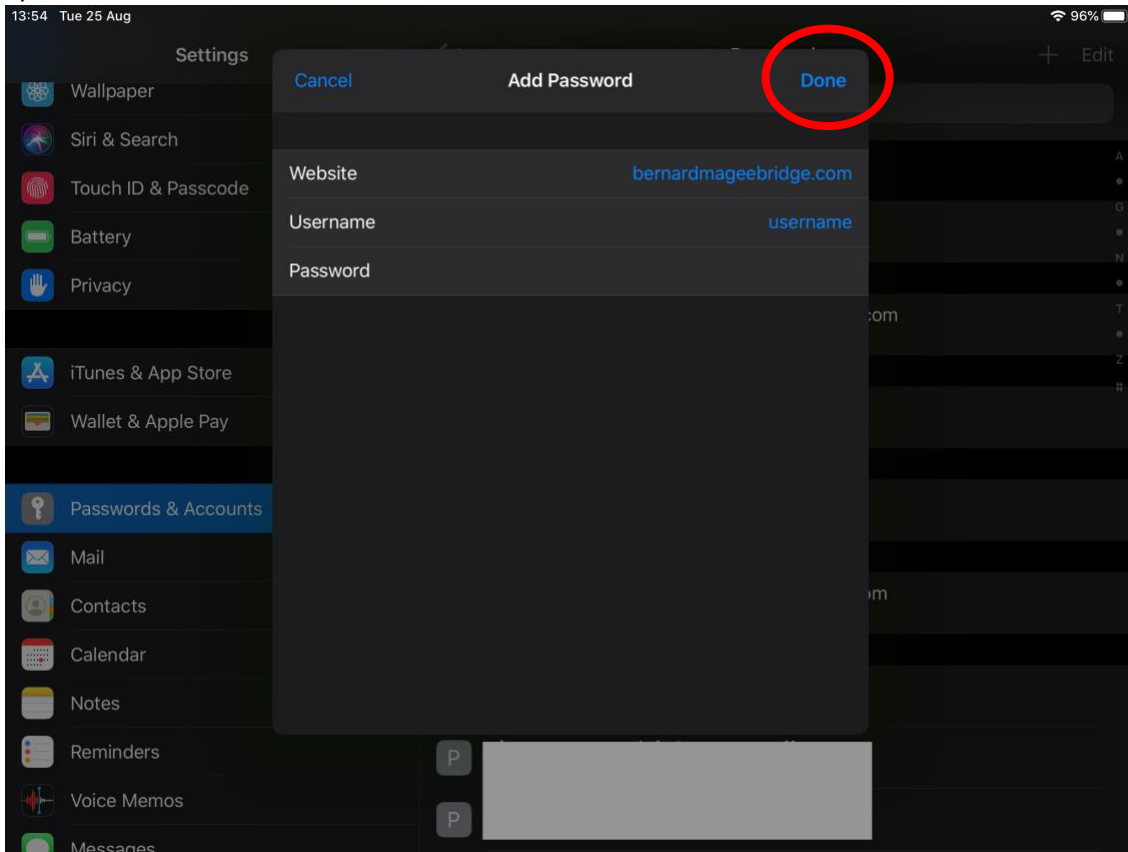 13:54 Tue 25 Aug 96%
Settings
Edit
Cancel Add Password Done
Wallpaper
Siri & Search
Website bernardmageebridge.com
Touch ID & Passcode
Username username
Battery
Password
Privacy
com
iTunes & App Store
Wallet & Apple Pay
Passwords & Accounts
Mail
om
Contacts
Calendar
Notes
Reminders
P
Voice Memos
P
Messages
A
G
N
T
Z
#